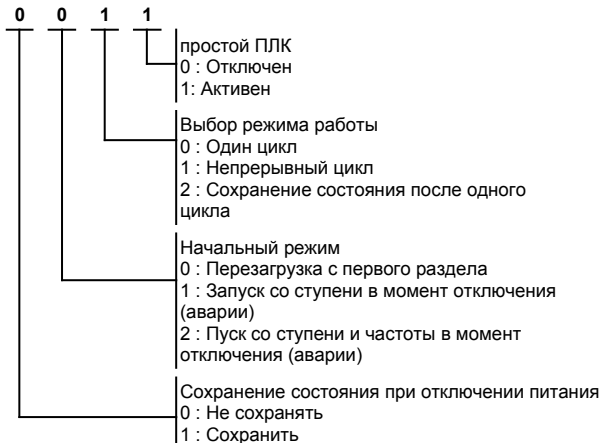 0 0 1 1
простой ПЛК
0 : Отключен
1: Активен
Выбор режима работы
0 : Один цикл
1 : Непрерывный цикл
2 : Сохранение состояния после одного
цикла
Начальный режим
0 : Перезагрузка с первого раздела
1 : Запуск со ступени в момент отключения
(аварии)
2 : Пуск со ступени и частоты в момент
отключения (аварии)
Сохранение состояния при отключении питания
0 : Не сохранять
1 : Сохранить